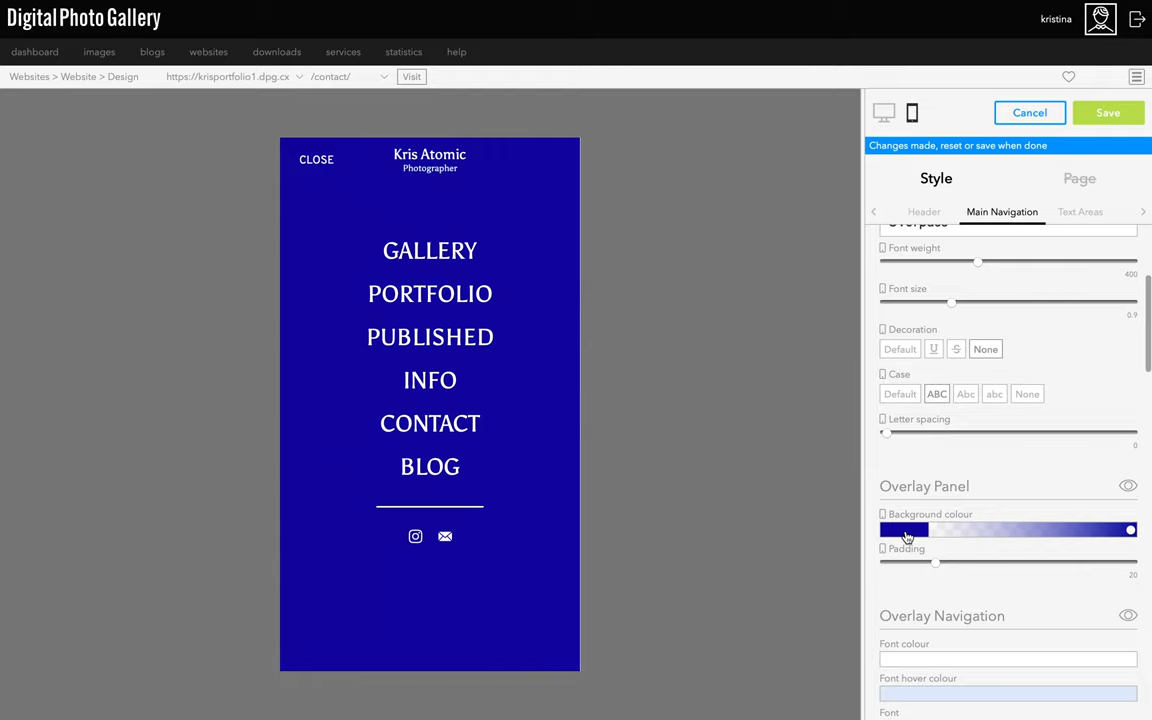 Digital Photo Gallery
kristina
dashboard images blogs websites downloads services statistics help
Websites > Website > Design https://krisportfolio1.dpg.cx /contact/ Visit
Cancel Save
Changes made, reset or save when done
Style Page
Header Main Navigation Text Areas
Overpass
Font weight
400
Font size
0.9
Decoration
Default U S None
Case
Default ABC Abc abc None
Letter spacing
0
Overlay Panel
Background colour
Padding
20
Overlay Navigation
Font colour
Font hover colour
Font
CLOSE Kris Atomic
Photographer
GALLERY
PORTFOLIO
PUBLISHED
INFO
CONTACT
BLOG